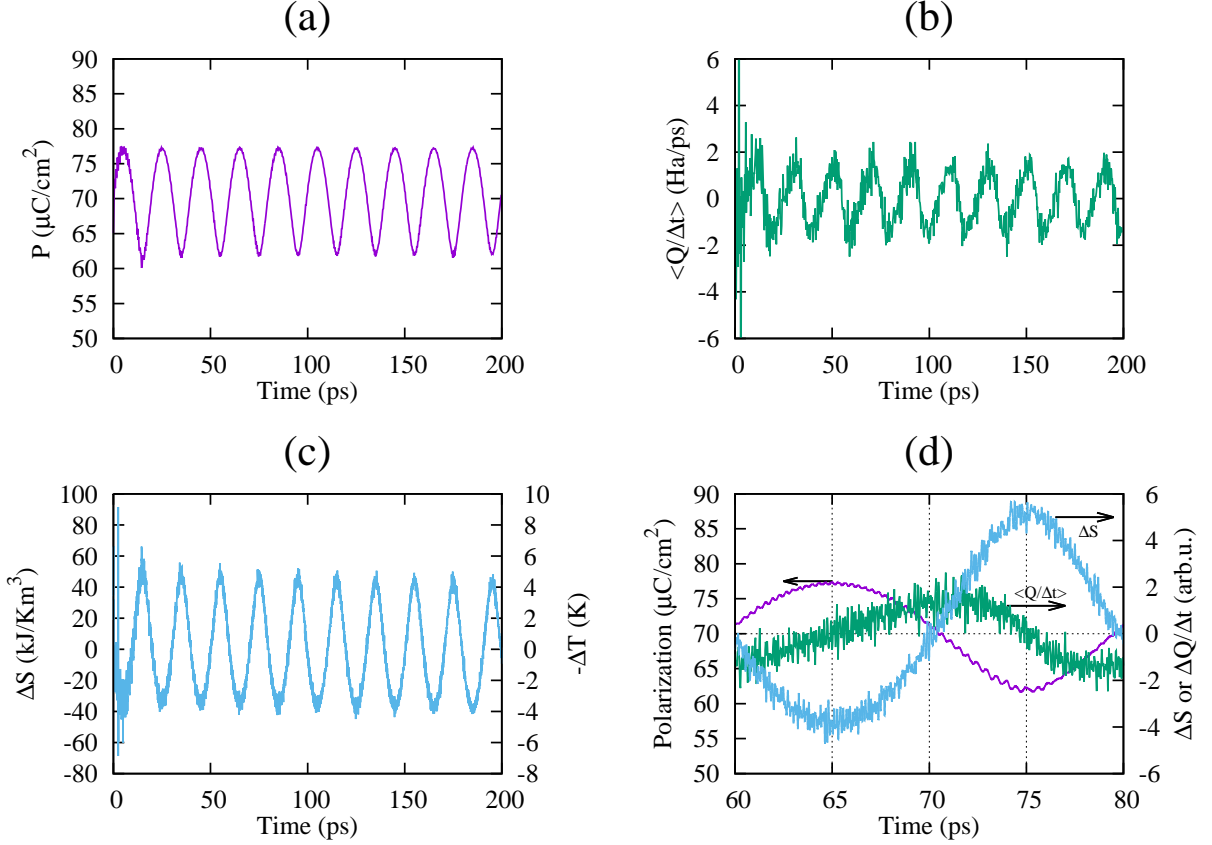 (a)
90
85
80
75
70
65
60
55
50
P (μC/cm²)
0 50 100 150 200
Time (ps)
(b)
6
4
2
0
-2
-4
-6
<Q/Δt> (Ha/ps)
0 50 100 150 200
Time (ps)
(c)
100
80
60
40
20
0
-20
-40
-60
-80
ΔS (kJ/Km³)
10
8
6
4
2
0
-2
-4
-6
-8
-ΔT (K)
0 50 100 150 200
Time (ps)
(d)
90
85
80
75
70
65
60
55
50
Polarization (μC/cm²)
ΔS
<Q/Δt>
6
4
2
0
-2
-4
-6
ΔS or ΔQ/Δt (arb.u.)
60 65 70 75 80
Time (ps)